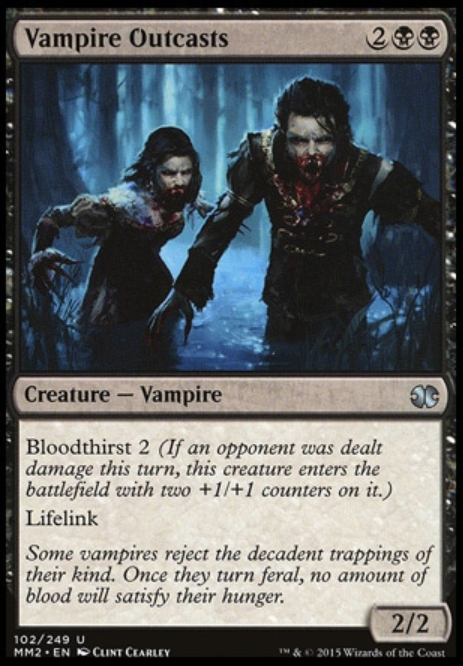 Vampire Outcasts 2
Creature — Vampire
Bloodthirst 2 (If an opponent was dealt
damage this turn, this creature enters the
battlefield with two +1/+1 counters on it.)
Lifelink
Some vampires reject the decadent trappings of
their kind. Once they turn feral, no amount of
blood will satisfy their hunger.
2/2
102/249 U
MM2 • EN Clint Cearley ™ & © 2015 Wizards of the Coast